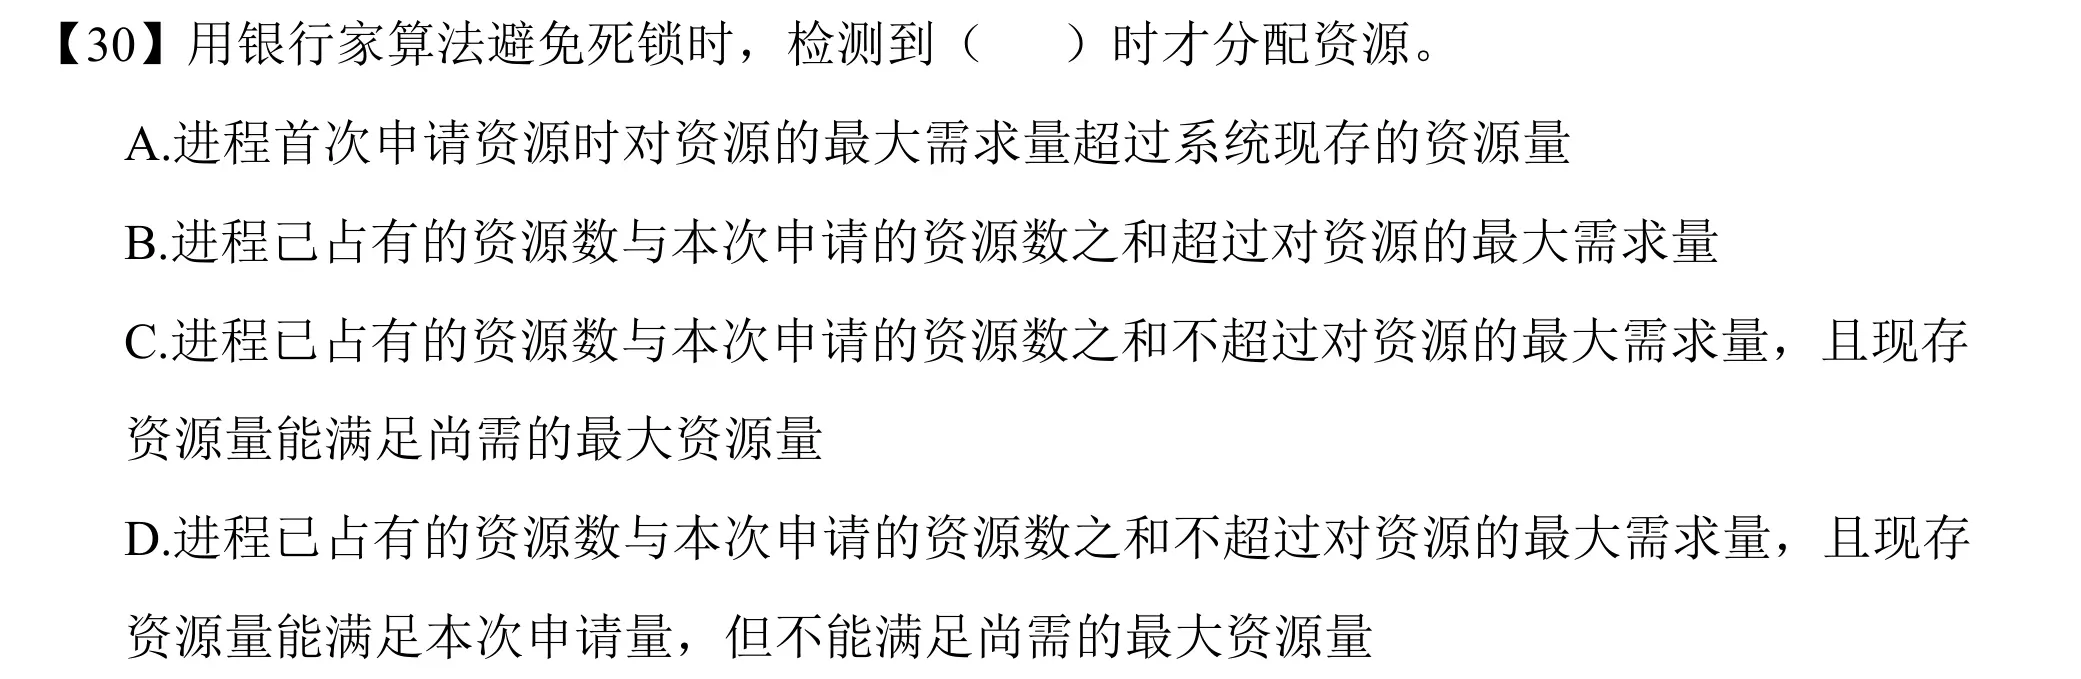 【30】用银行家算法避免死锁时，检测到（　　）时才分配资源。
A.进程首次申请资源时对资源的最大需求量超过系统现存的资源量
B.进程己占有的资源数与本次申请的资源数之和超过对资源的最大需求量
C.进程已占有的资源数与本次申请的资源数之和不超过对资源的最大需求量，且现存
资源量能满足尚需的最大资源量
D.进程已占有的资源数与本次申请的资源数之和不超过对资源的最大需求量，且现存
资源量能满足本次申请量，但不能满足尚需的最大资源量